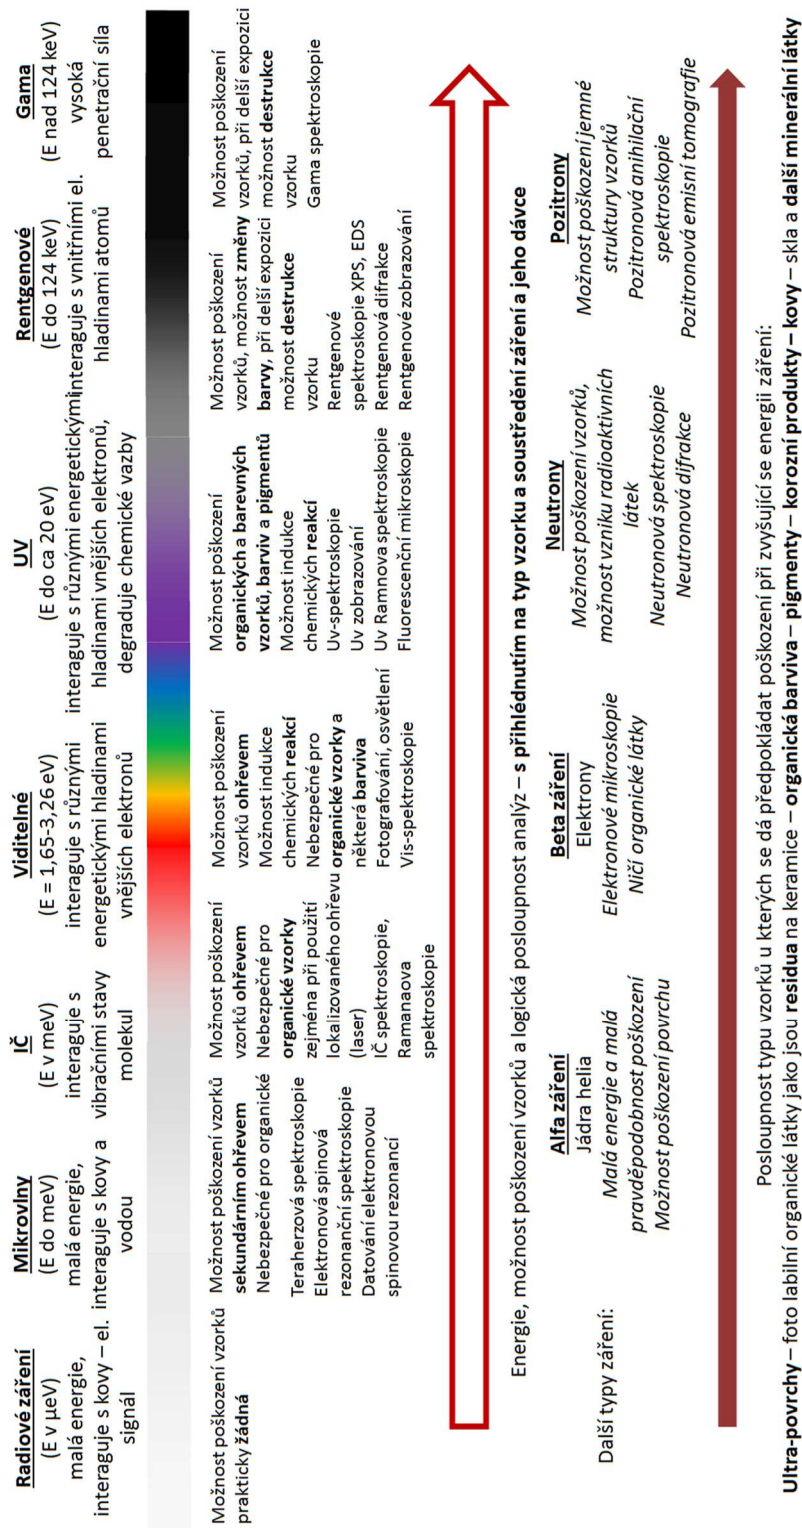 Radiové záření
(E v µeV)
malá energie,
interaguje s kovy – el.
signál
Mikrovlny
(E do meV)
malá energie,
interaguje s kovy a
vodou
IČ
(E v meV)
interaguje s
vibračními stavy
molekul
Viditelné
(E = 1,65-3,26 eV)
interaguje s různými
energetickými hladinami
vnějších elektronů
UV
(E do ca 20 eV)
interaguje s různými energetickými
hladinami vnějších elektronů,
degraduje chemické vazby
Rentgenové
(E do 124 keV)
interaguje s vnitřními el.
hladinami atomů
Gama
(E nad 124 keV)
vysoká
penetrační síla
Možnost poškození vzorků
prakticky žádná
Možnost poškození vzorků
sekundárním ohřevem
Nebezpečné pro organické
Teraherzová spektroskopie
Elektronová spinová
rezonanční spektroskopie
Datování elektronovou
spinovou rezonancí
Možnost poškození
vzorků ohřevem
Nebezpečné pro
organické vzorky
zejména při použití
lokalizovaného ohřevu
(laser)
IČ spektroskopie,
Ramanaova
spektroskopie
Možnost poškození
vzorků ohřevem
Možnost indukce
chemických reakcí
Nebezpečné pro
organické vzorky a
některá barviva
Fotografování, osvětlení
Vis-spektroskopie
Možnost poškození
organických a barevných
vzorků, barviv a pigmentů
Možnost indukce
chemických reakcí
Uv-spektroskopie
Uv zobrazování
Uv Ramnova spektroskopie
Fluorescenční mikroskopie
Možnost poškození
vzorků, možnost změny
barvy, při delší expozici
možnost destrukce
vzorku
Rentgenové
spektroskopie XPS, EDS
Rentgenová difrakce
Rentgenové zobrazování
Možnost poškození
vzorků, při delší expozici
možnost destrukce
vzorku
Gama spektroskopie
Energie, možnost poškození vzorků a logická posloupnost analýz – s přihlédnutím na typ vzorku a soustředění záření a jeho dávce
Další typy záření:
Alfa záření
Jádra helia
Malá energie a malá
pravděpodobnost poškození
Možnost poškození povrchu
Beta záření
Elektrony
Elektronové mikroskopie
Ničí organické látky
Neutrony
Možnost poškození vzorků,
možnost vzniku radioaktivních
látek
Neutronová spektroskopie
Neutronová difrakce
Pozitrony
Možnost poškození jemné
struktury vzorků
Pozitronová anihilační
spektroskopie
Pozitronová emisní tomografie
Posloupnost typu vzorků u kterých se dá předpokládat poškození při zvyšující se energii záření:
Ultra-povrchy – foto labilní organické látky jako jsou residua na keramice – organická barviva – pigmenty – korozní produkty – kovy – skla a další minerální látky